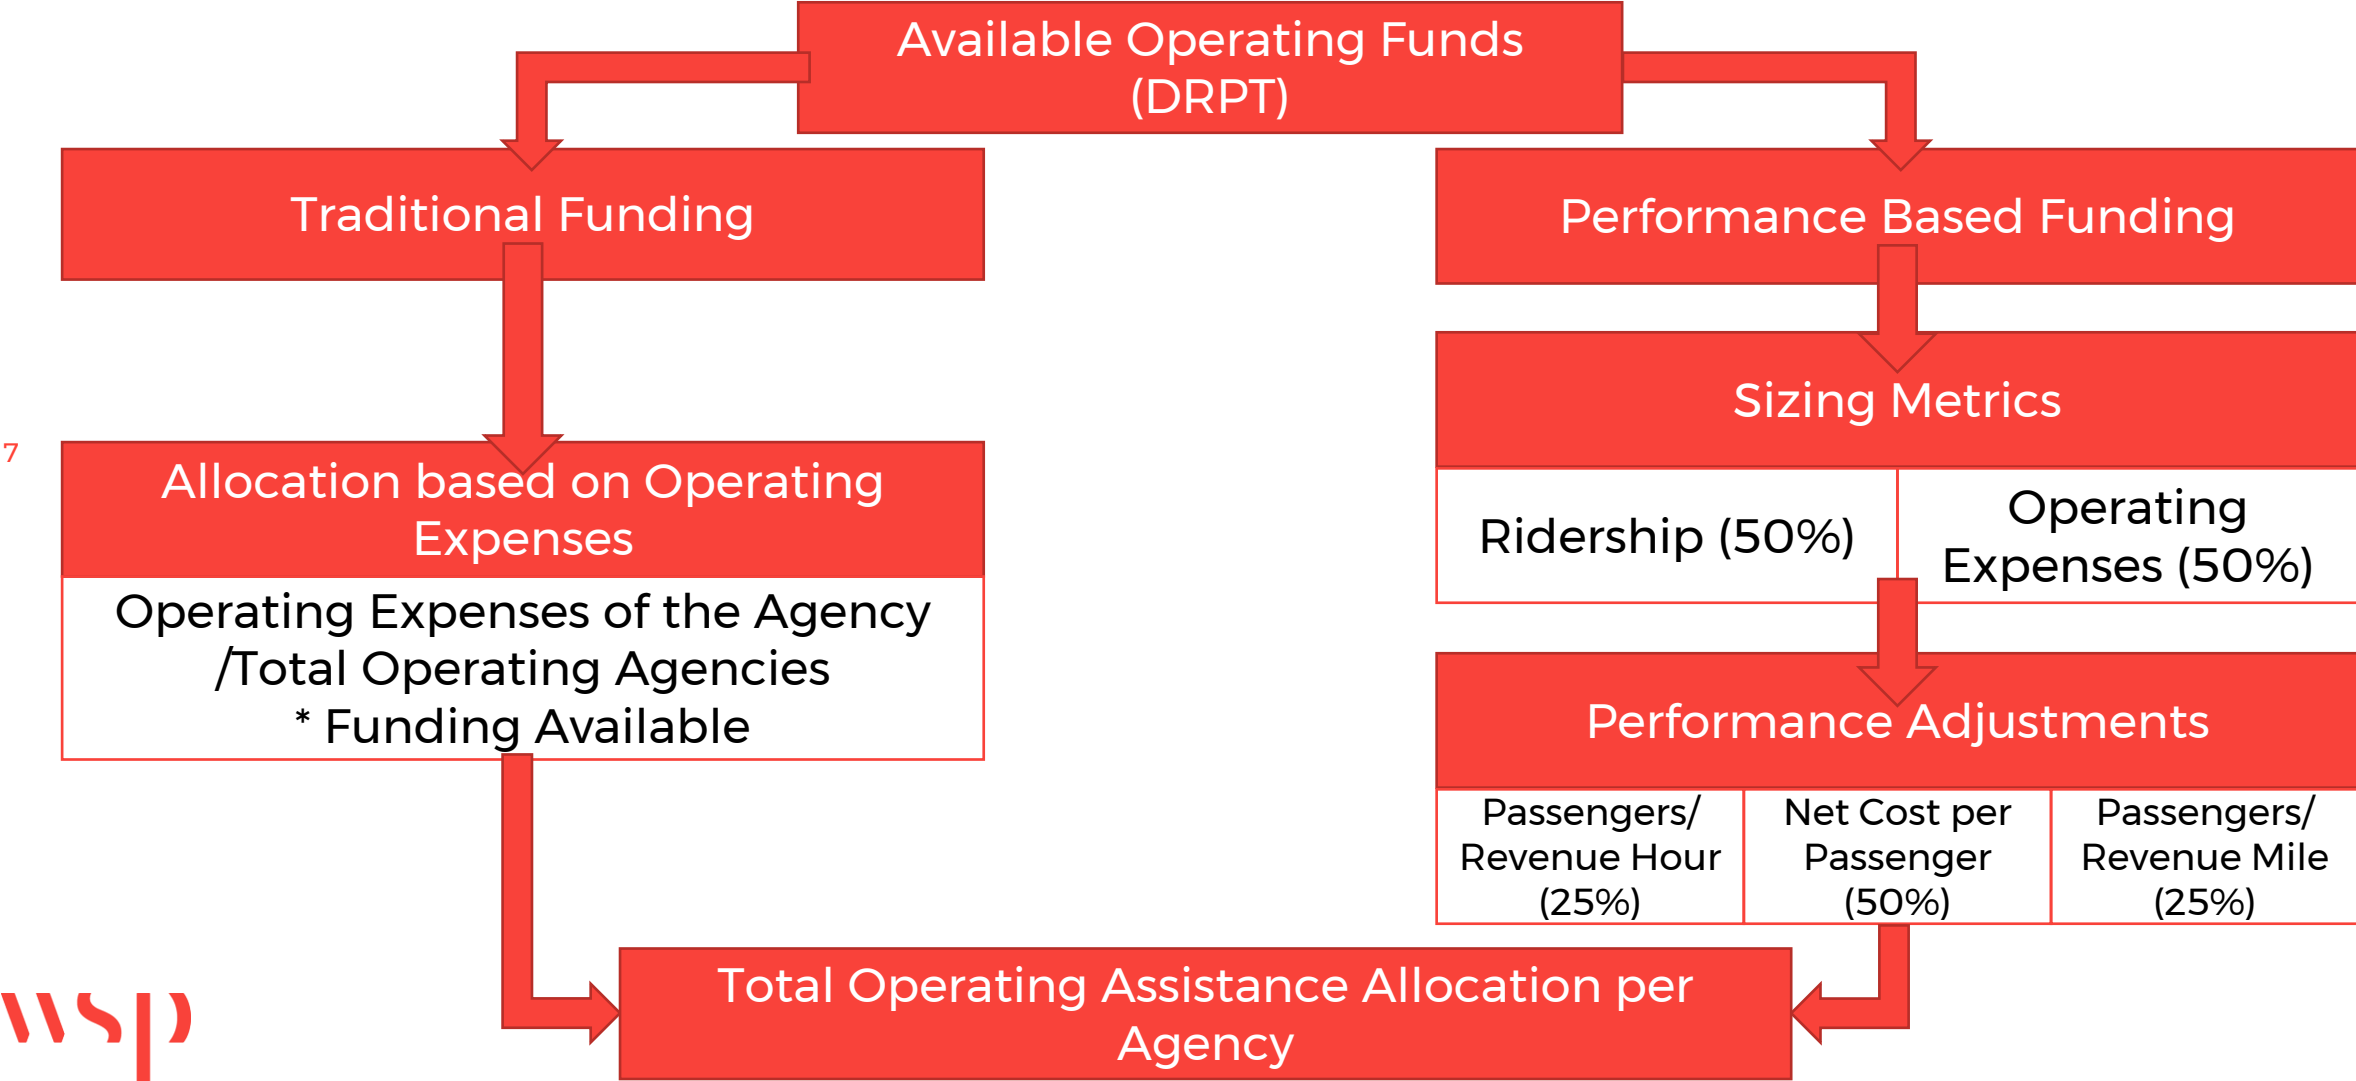 Available Operating Funds
(DRPT)
Traditional Funding
Performance Based Funding
Sizing Metrics
7
Allocation based on Operating
Expenses
Ridership (50%)
Operating
Expenses (50%)
Operating Expenses of the Agency
/Total Operating Agencies
* Funding Available
Performance Adjustments
Passengers/
Revenue Hour
(25%)
Net Cost per
Passenger
(50%)
Passengers/
Revenue Mile
(25%)
Total Operating Assistance Allocation per
Agency
wsp